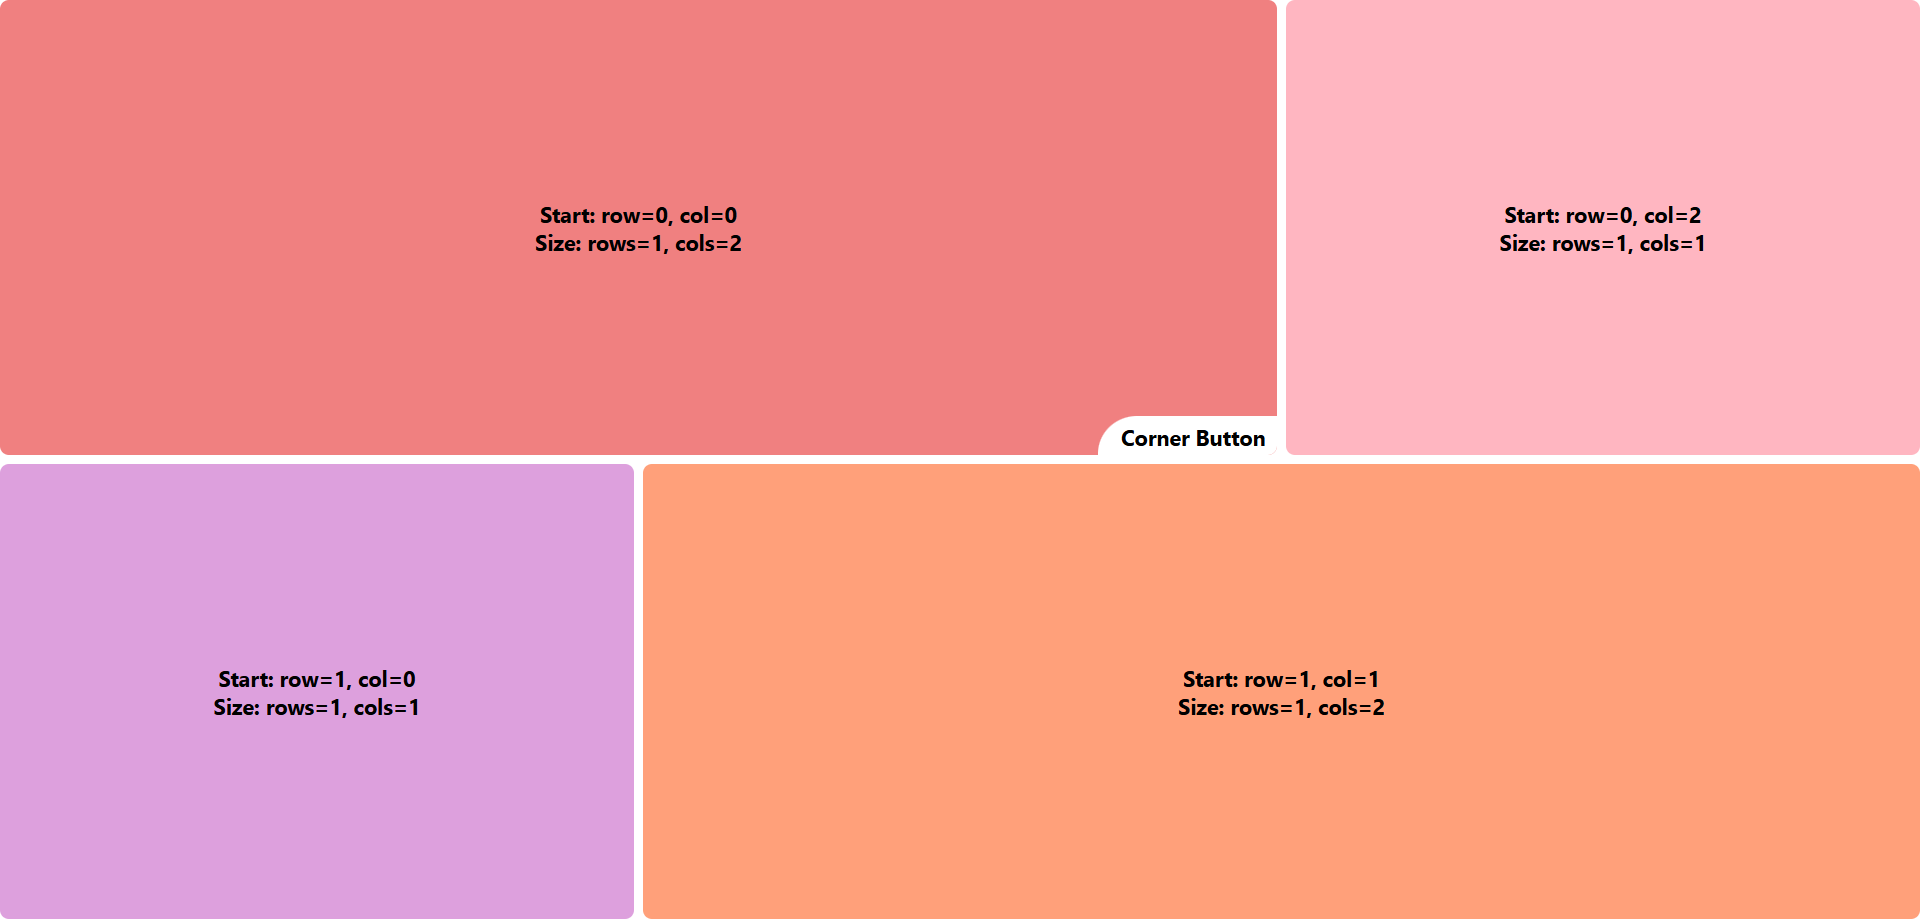 Start: row=0, col=0
Size: rows=1, cols=2
Start: row=0, col=2
Size: rows=1, cols=1
Corner Button
Start: row=1, col=0
Size: rows=1, cols=1
Start: row=1, col=1
Size: rows=1, cols=2